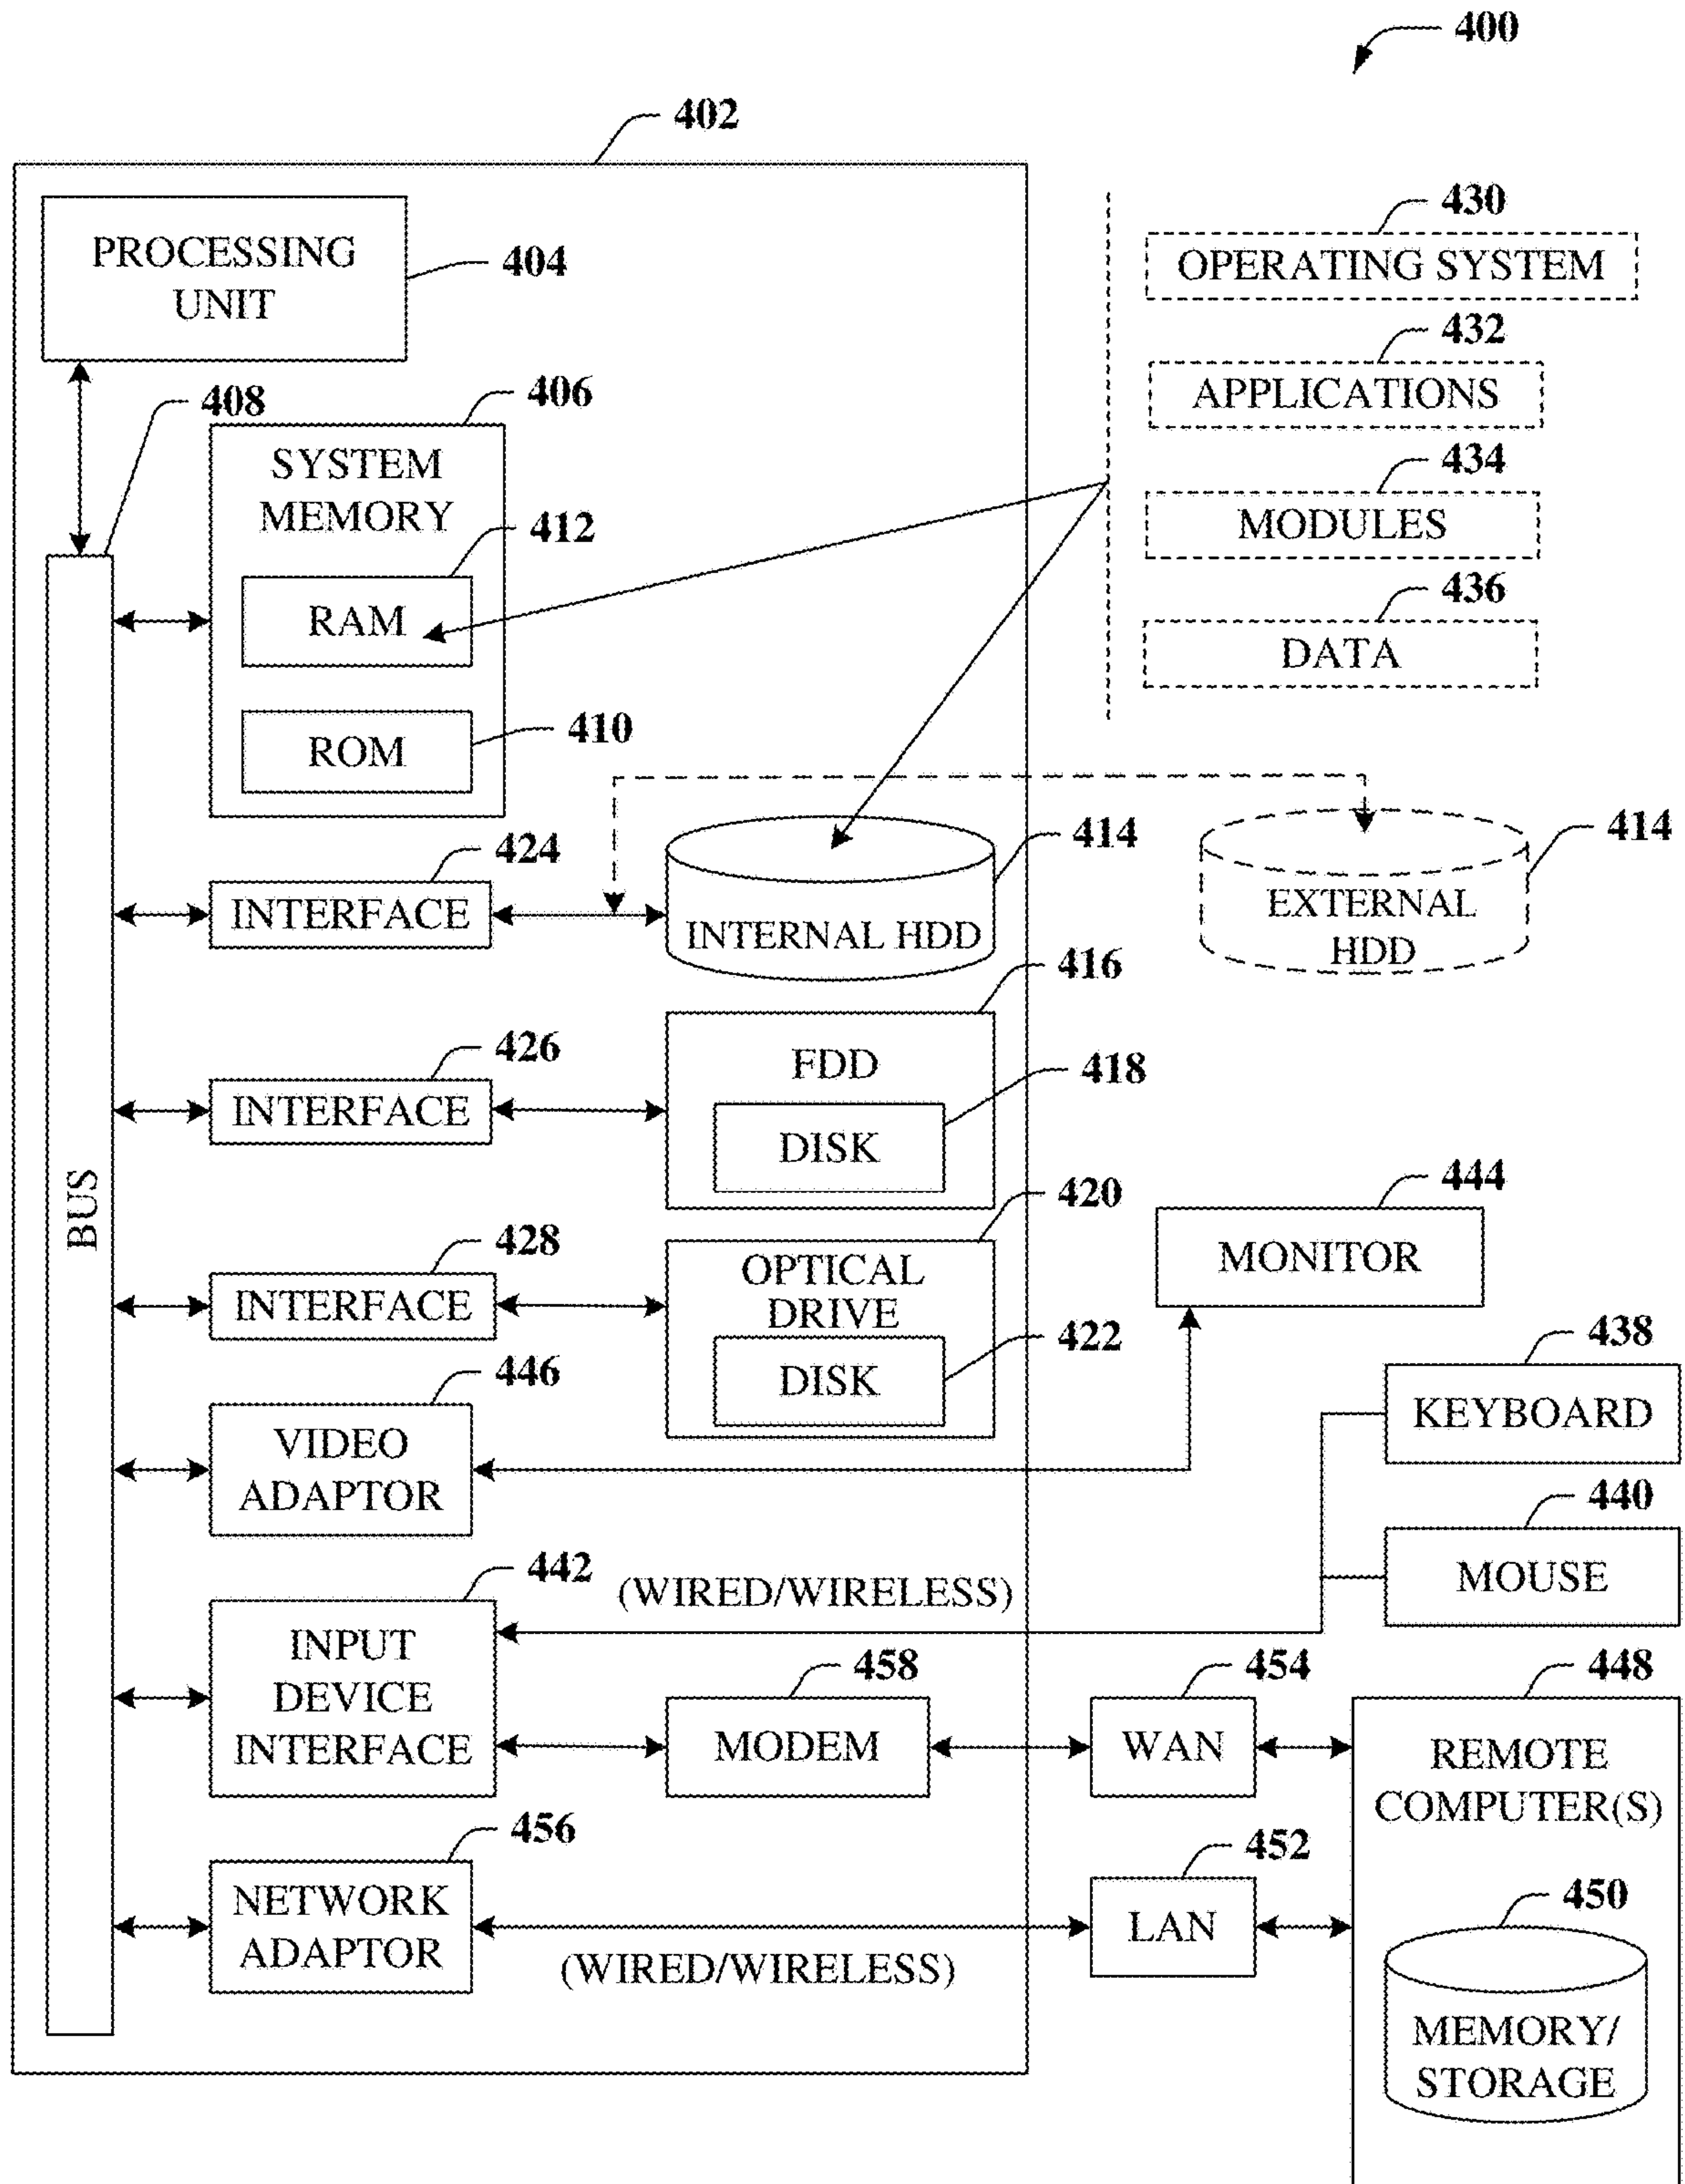 400
402
PROCESSING
UNIT
404
430
OPERATING SYSTEM
432
APPLICATIONS
434
MODULES
436
DATA
408
406
SYSTEM
MEMORY
412
RAM
410
ROM
424
INTERFACE
414
INTERNAL HDD
414
EXTERNAL
HDD
426
INTERFACE
416
FDD
418
DISK
BUS
428
INTERFACE
420
OPTICAL
DRIVE
422
DISK
444
MONITOR
446
VIDEO
ADAPTOR
438
KEYBOARD
440
MOUSE
442
(WIRED/WIRELESS)
INPUT
DEVICE
INTERFACE
458
MODEM
454
WAN
448
REMOTE
COMPUTER(S)
456
NETWORK
ADAPTOR
(WIRED/WIRELESS)
452
LAN
450
MEMORY/
STORAGE